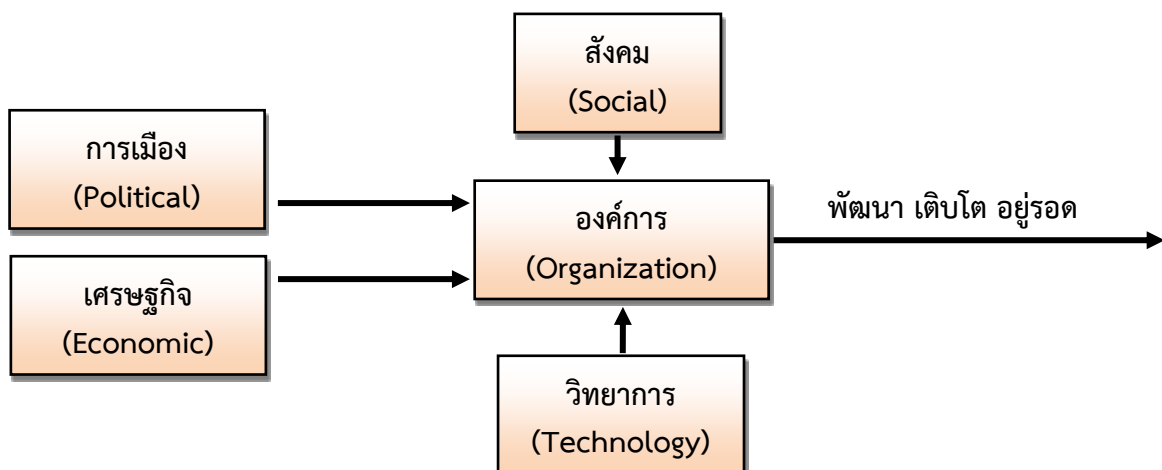 สังคม
(Social)
การเมือง
(Political)
องค์การ
(Organization)
พัฒนา เติบโต อยู่รอด
เศรษฐกิจ
(Economic)
วิทยาการ
(Technology)